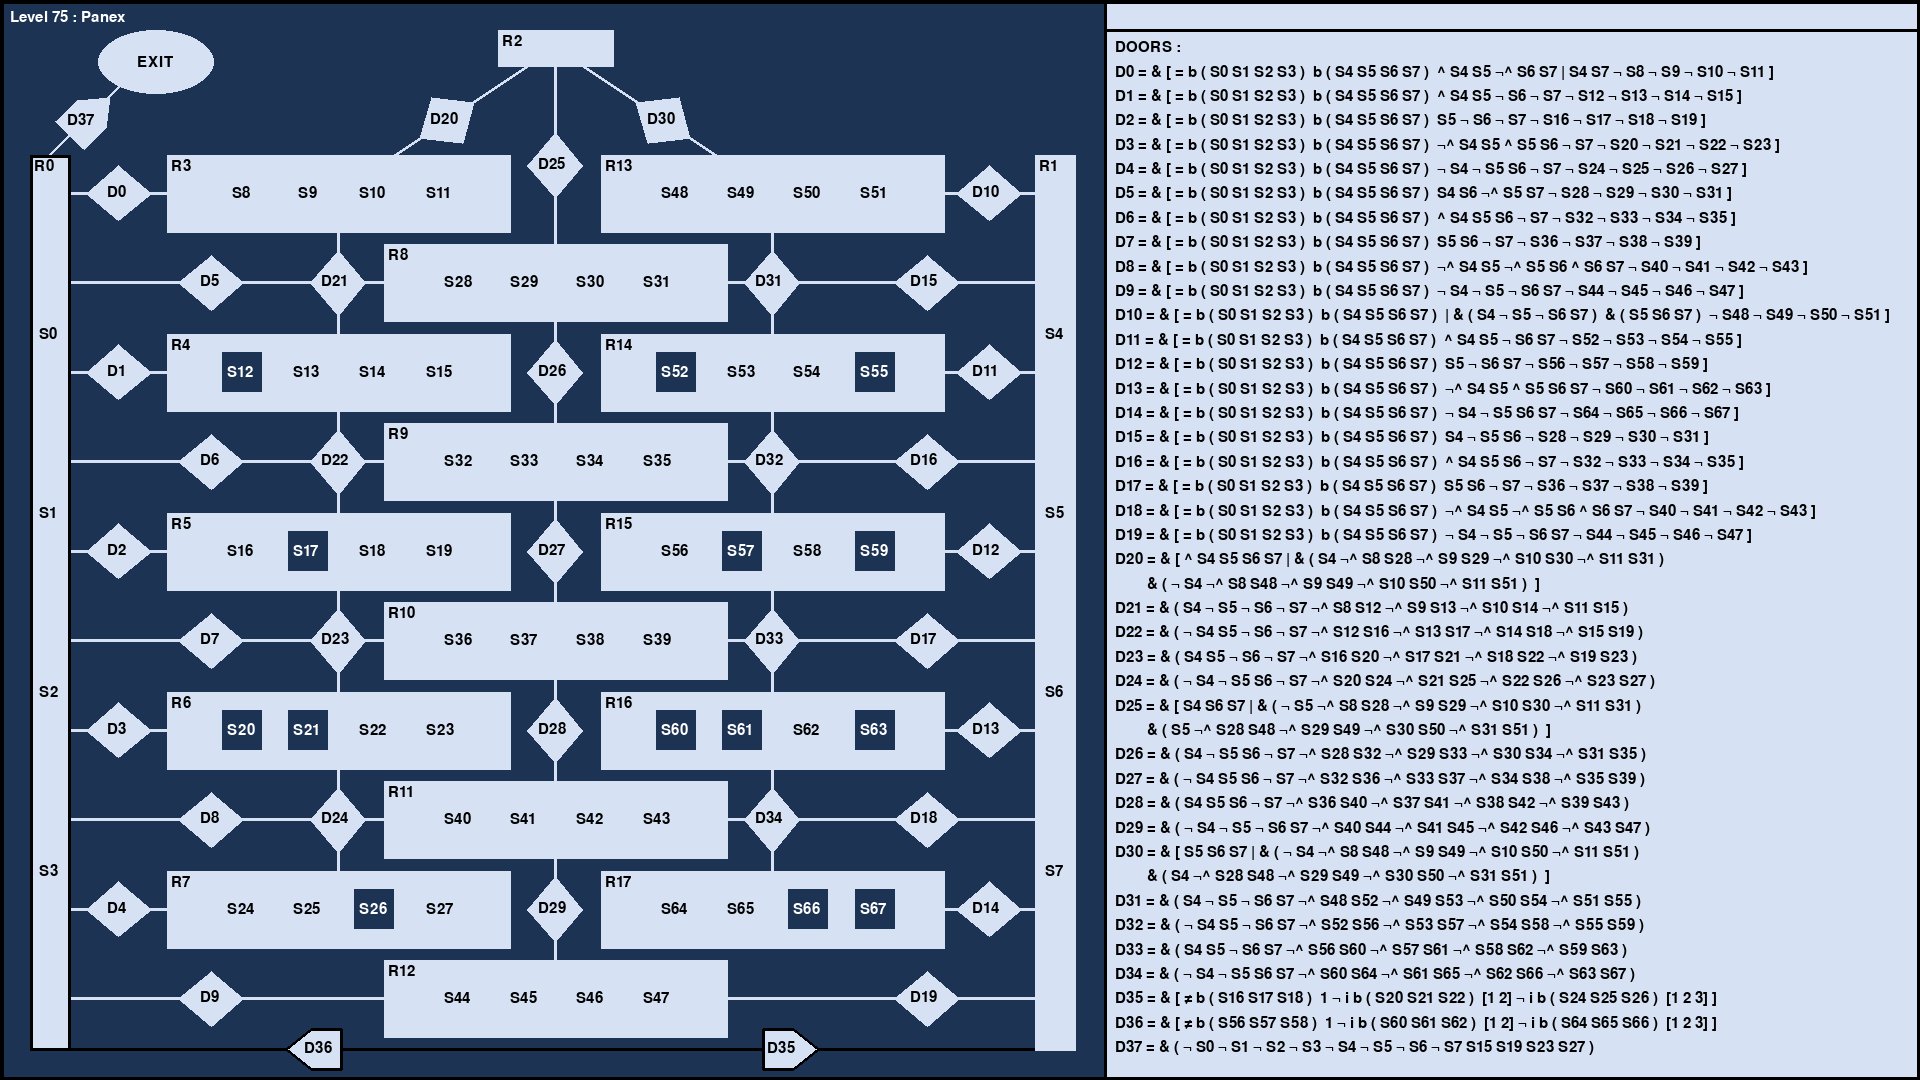 Level 75 : Panex
R2
EXIT
D37
D20
D30
R0
R3
D25
R13
R1
D0
S8
S9
S10
S11
S48
S49
S50
S51
D10
R8
D5
D21
S28
S29
S30
S31
D31
D15
S0
S4
R4
R14
D1
S12
S13
S14
S15
D26
S52
S53
S54
S55
D11
R9
D6
D22
S32
S33
S34
S35
D32
D16
S1
S5
R5
R15
D2
S16
S17
S18
S19
D27
S56
S57
S58
S59
D12
R10
D7
D23
S36
S37
S38
S39
D33
D17
S2
S6
R6
R16
D3
S20
S21
S22
S23
D28
S60
S61
S62
S63
D13
R11
D8
D24
S40
S41
S42
S43
D34
D18
S3
S7
R7
R17
D4
S24
S25
S26
S27
D29
S64
S65
S66
S67
D14
R12
D9
S44
S45
S46
S47
D19
D36
D35
DOORS :
D0 = & [ = b ( S0 S1 S2 S3 ) b ( S4 S5 S6 S7 ) ^ S4 S5 ¬ ^ S6 S7 | S4 S7 ¬ S8 ¬ S9 ¬ S10 ¬ S11 ]
D1 = & [ = b ( S0 S1 S2 S3 ) b ( S4 S5 S6 S7 ) ^ S4 S5 ¬ S6 ¬ S7 ¬ S12 ¬ S13 ¬ S14 ¬ S15 ]
D2 = & [ = b ( S0 S1 S2 S3 ) b ( S4 S5 S6 S7 ) S5 ¬ S6 ¬ S7 ¬ S16 ¬ S17 ¬ S18 ¬ S19 ]
D3 = & [ = b ( S0 S1 S2 S3 ) b ( S4 S5 S6 S7 ) ¬ ^ S4 S5 ^ S5 S6 ¬ S7 ¬ S20 ¬ S21 ¬ S22 ¬ S23 ]
D4 = & [ = b ( S0 S1 S2 S3 ) b ( S4 S5 S6 S7 ) ¬ S4 ¬ S5 S6 ¬ S7 ¬ S24 ¬ S25 ¬ S26 ¬ S27 ]
D5 = & [ = b ( S0 S1 S2 S3 ) b ( S4 S5 S6 S7 ) S4 S6 ¬ ^ S5 S7 ¬ S28 ¬ S29 ¬ S30 ¬ S31 ]
D6 = & [ = b ( S0 S1 S2 S3 ) b ( S4 S5 S6 S7 ) ^ S4 S5 S6 ¬ S7 ¬ S32 ¬ S33 ¬ S34 ¬ S35 ]
D7 = & [ = b ( S0 S1 S2 S3 ) b ( S4 S5 S6 S7 ) S5 S6 ¬ S7 ¬ S36 ¬ S37 ¬ S38 ¬ S39 ]
D8 = & [ = b ( S0 S1 S2 S3 ) b ( S4 S5 S6 S7 ) ¬ ^ S4 S5 ¬ ^ S5 S6 ^ S6 S7 ¬ S40 ¬ S41 ¬ S42 ¬ S43 ]
D9 = & [ = b ( S0 S1 S2 S3 ) b ( S4 S5 S6 S7 ) ¬ S4 ¬ S5 ¬ S6 S7 ¬ S44 ¬ S45 ¬ S46 ¬ S47 ]
D10 = & [ = b ( S0 S1 S2 S3 ) b ( S4 S5 S6 S7 ) | & ( S4 ¬ S5 ¬ S6 S7 ) & ( S5 S6 S7 ) ¬ S48 ¬ S49 ¬ S50 ¬ S51 ]
D11 = & [ = b ( S0 S1 S2 S3 ) b ( S4 S5 S6 S7 ) ^ S4 S5 ¬ S6 S7 ¬ S52 ¬ S53 ¬ S54 ¬ S55 ]
D12 = & [ = b ( S0 S1 S2 S3 ) b ( S4 S5 S6 S7 ) S5 ¬ S6 S7 ¬ S56 ¬ S57 ¬ S58 ¬ S59 ]
D13 = & [ = b ( S0 S1 S2 S3 ) b ( S4 S5 S6 S7 ) ¬ ^ S4 S5 ^ S5 S6 S7 ¬ S60 ¬ S61 ¬ S62 ¬ S63 ]
D14 = & [ = b ( S0 S1 S2 S3 ) b ( S4 S5 S6 S7 ) ¬ S4 ¬ S5 S6 S7 ¬ S64 ¬ S65 ¬ S66 ¬ S67 ]
D15 = & [ = b ( S0 S1 S2 S3 ) b ( S4 S5 S6 S7 ) S4 ¬ S5 S6 ¬ S28 ¬ S29 ¬ S30 ¬ S31 ]
D16 = & [ = b ( S0 S1 S2 S3 ) b ( S4 S5 S6 S7 ) ^ S4 S5 S6 ¬ S7 ¬ S32 ¬ S33 ¬ S34 ¬ S35 ]
D17 = & [ = b ( S0 S1 S2 S3 ) b ( S4 S5 S6 S7 ) S5 S6 ¬ S7 ¬ S36 ¬ S37 ¬ S38 ¬ S39 ]
D18 = & [ = b ( S0 S1 S2 S3 ) b ( S4 S5 S6 S7 ) ¬ ^ S4 S5 ¬ ^ S5 S6 ^ S6 S7 ¬ S40 ¬ S41 ¬ S42 ¬ S43 ]
D19 = & [ = b ( S0 S1 S2 S3 ) b ( S4 S5 S6 S7 ) ¬ S4 ¬ S5 ¬ S6 S7 ¬ S44 ¬ S45 ¬ S46 ¬ S47 ]
D20 = & [ ^ S4 S5 S6 S7 | & ( S4 ¬ ^ S8 S28 ¬ ^ S9 S29 ¬ ^ S10 S30 ¬ ^ S11 S31 )
& ( ¬ S4 ¬ ^ S8 S48 ¬ ^ S9 S49 ¬ ^ S10 S50 ¬ ^ S11 S51 ) ]
D21 = & ( S4 ¬ S5 ¬ S6 ¬ S7 ¬ ^ S8 S12 ¬ ^ S9 S13 ¬ ^ S10 S14 ¬ ^ S11 S15 )
D22 = & ( ¬ S4 S5 ¬ S6 ¬ S7 ¬ ^ S12 S16 ¬ ^ S13 S17 ¬ ^ S14 S18 ¬ ^ S15 S19 )
D23 = & ( S4 S5 ¬ S6 ¬ S7 ¬ ^ S16 S20 ¬ ^ S17 S21 ¬ ^ S18 S22 ¬ ^ S19 S23 )
D24 = & ( ¬ S4 ¬ S5 S6 ¬ S7 ¬ ^ S20 S24 ¬ ^ S21 S25 ¬ ^ S22 S26 ¬ ^ S23 S27 )
D25 = & [ S4 S6 S7 | & ( ¬ S5 ¬ ^ S8 S28 ¬ ^ S9 S29 ¬ ^ S10 S30 ¬ ^ S11 S31 )
& ( S5 ¬ ^ S28 S48 ¬ ^ S29 S49 ¬ ^ S30 S50 ¬ ^ S31 S51 ) ]
D26 = & ( S4 ¬ S5 S6 ¬ S7 ¬ ^ S28 S32 ¬ ^ S29 S33 ¬ ^ S30 S34 ¬ ^ S31 S35 )
D27 = & ( ¬ S4 S5 S6 ¬ S7 ¬ ^ S32 S36 ¬ ^ S33 S37 ¬ ^ S34 S38 ¬ ^ S35 S39 )
D28 = & ( S4 S5 S6 ¬ S7 ¬ ^ S36 S40 ¬ ^ S37 S41 ¬ ^ S38 S42 ¬ ^ S39 S43 )
D29 = & ( ¬ S4 ¬ S5 ¬ S6 S7 ¬ ^ S40 S44 ¬ ^ S41 S45 ¬ ^ S42 S46 ¬ ^ S43 S47 )
D30 = & [ S5 S6 S7 | & ( ¬ S4 ¬ ^ S8 S48 ¬ ^ S9 S49 ¬ ^ S10 S50 ¬ ^ S11 S51 )
& ( S4 ¬ ^ S28 S48 ¬ ^ S29 S49 ¬ ^ S30 S50 ¬ ^ S31 S51 ) ]
D31 = & ( S4 ¬ S5 ¬ S6 S7 ¬ ^ S48 S52 ¬ ^ S49 S53 ¬ ^ S50 S54 ¬ ^ S51 S55 )
D32 = & ( ¬ S4 S5 ¬ S6 S7 ¬ ^ S52 S56 ¬ ^ S53 S57 ¬ ^ S54 S58 ¬ ^ S55 S59 )
D33 = & ( S4 S5 ¬ S6 S7 ¬ ^ S56 S60 ¬ ^ S57 S61 ¬ ^ S58 S62 ¬ ^ S59 S63 )
D34 = & ( ¬ S4 ¬ S5 S6 S7 ¬ ^ S60 S64 ¬ ^ S61 S65 ¬ ^ S62 S66 ¬ ^ S63 S67 )
D35 = & [ ≠ b ( S16 S17 S18 ) 1 ¬ i b ( S20 S21 S22 ) [1 2] ¬ i b ( S24 S25 S26 ) [1 2 3] ]
D36 = & [ ≠ b ( S56 S57 S58 ) 1 ¬ i b ( S60 S61 S62 ) [1 2] ¬ i b ( S64 S65 S66 ) [1 2 3] ]
D37 = & ( ¬ S0 ¬ S1 ¬ S2 ¬ S3 ¬ S4 ¬ S5 ¬ S6 ¬ S7 S15 S19 S23 S27 )